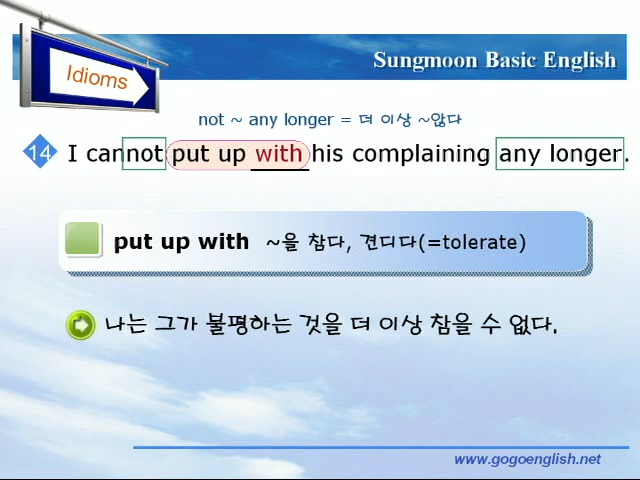 Idioms
Sungmoon Basic English
not ~ any longer = 더 이상 ~않다
14 I cannot put up with his complaining any longer.
put up with ~을 참다, 견디다(=tolerate)
나는 그가 불평하는 것을 더 이상 참을 수 없다.
www.gogoenglish.net